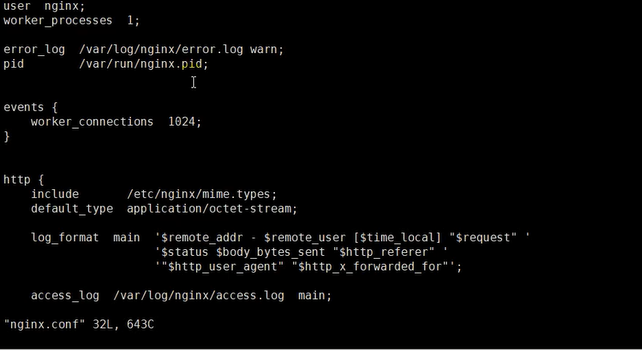 user  nginx;
worker_processes  1;
error_log  /var/log/nginx/error.log warn;
pid        /var/run/nginx.pid;
events {
    worker_connections  1024;
}
http {
    include       /etc/nginx/mime.types;
    default_type  application/octet-stream;
    log_format  main  '$remote_addr - $remote_user [$time_local] "$request" '
                      '$status $body_bytes_sent "$http_referer" '
                      '"$http_user_agent" "$http_x_forwarded_for"';
    access_log  /var/log/nginx/access.log  main;
"nginx.conf" 32L, 643C